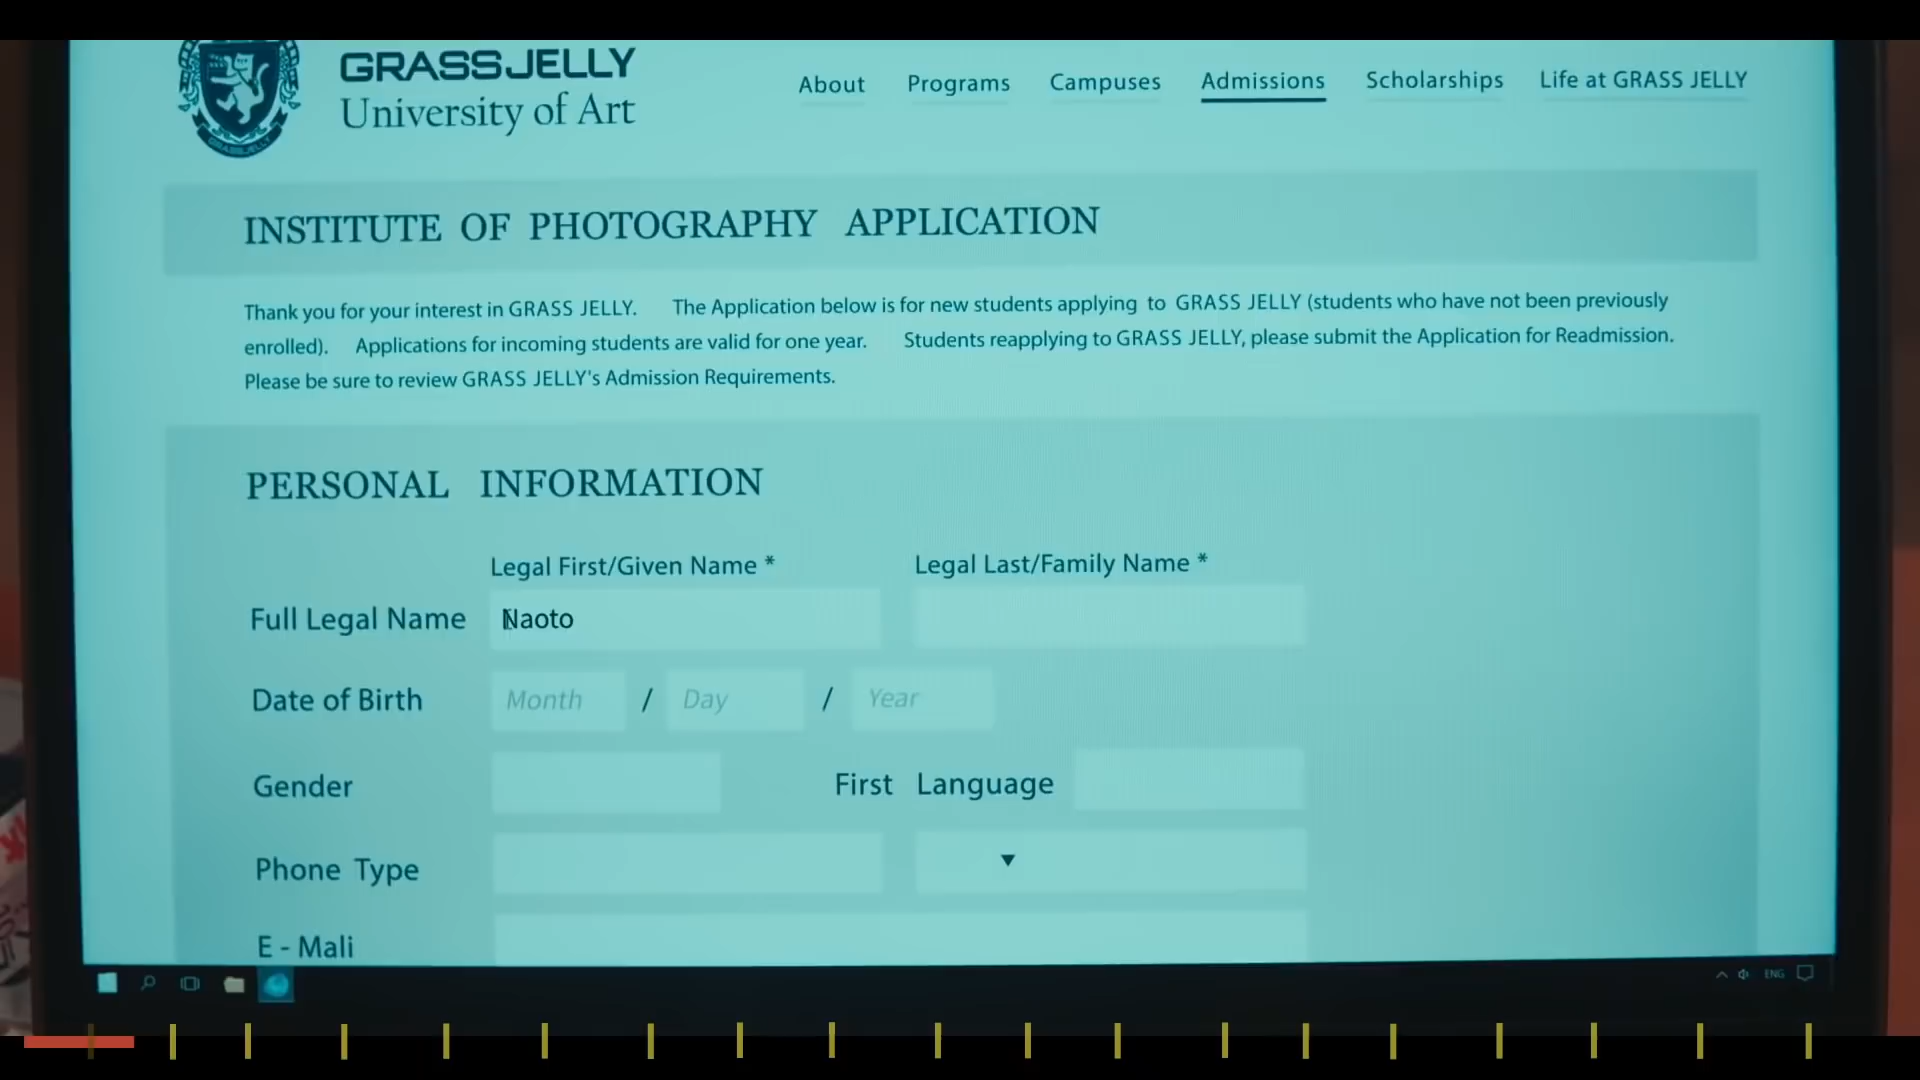 GRASSJELLY
University of Art
About Programs Campuses Admissions Scholarships Life at GRASS JELLY
GRASSJELLY
INSTITUTE OF PHOTOGRAPHY APPLICATION
Thank you for your interest in GRASS JELLY. The Application below is for new students applying to GRASS JELLY (students who have not been previously
enrolled). Applications for incoming students are valid for one year. Students reapplying to GRASS JELLY, please submit the Application for Readmission.
Please be sure to review GRASS JELLY's Admission Requirements.
PERSONAL INFORMATION
Legal First/Given Name * Legal Last/Family Name *
Full Legal Name Naoto
Date of Birth Month / Day / Year
Gender First Language
Phone Type
E - Mali
ENG